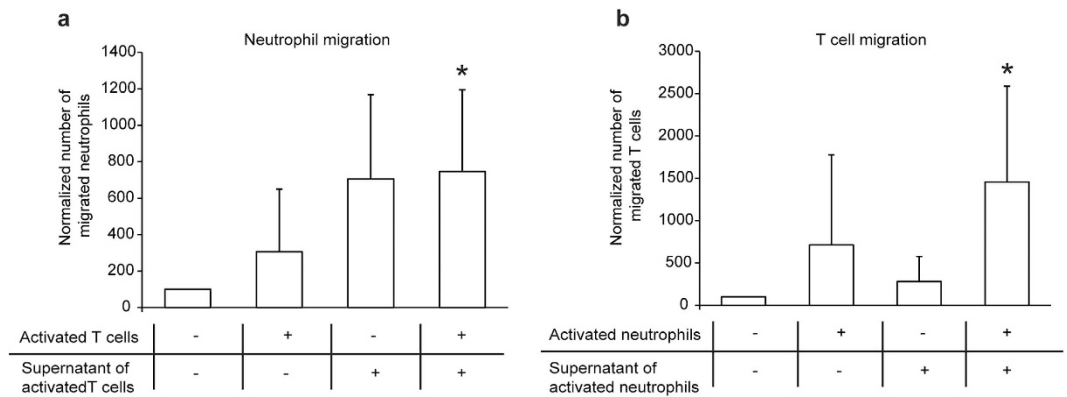 a
Neutrophil migration
Normalized number of
migrated neutrophils
1400
1200
1000
800
600
400
200
0
*
Activated T cells - + - +
Supernatant of
activatedT cells - - + +
b
T cell migration
Normalized number of
migrated T cells
3000
2500
2000
1500
1000
500
0
*
Activated neutrophils - + - +
Supernatant of
activated neutrophils - - + +